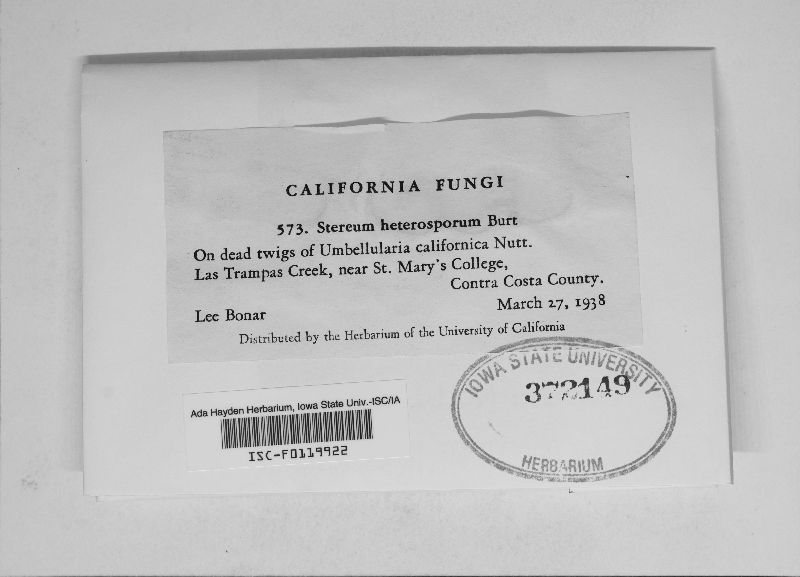 CALIFORNIA FUNGI
573. Stereum heterosporum Burt
On dead twigs of Umbellularia californica Nutt.
Las Trampas Creek, near St. Mary's College,
Contra Costa County.
Lee Bonar
March 27, 1938
Distributed by the Herbarium of the University of California
IOWA STATE UNIVERSITY
372149
HERBARIUM
Ada Hayden Herbarium, Iowa State Univ.-ISC/IA
ISC-F0119922